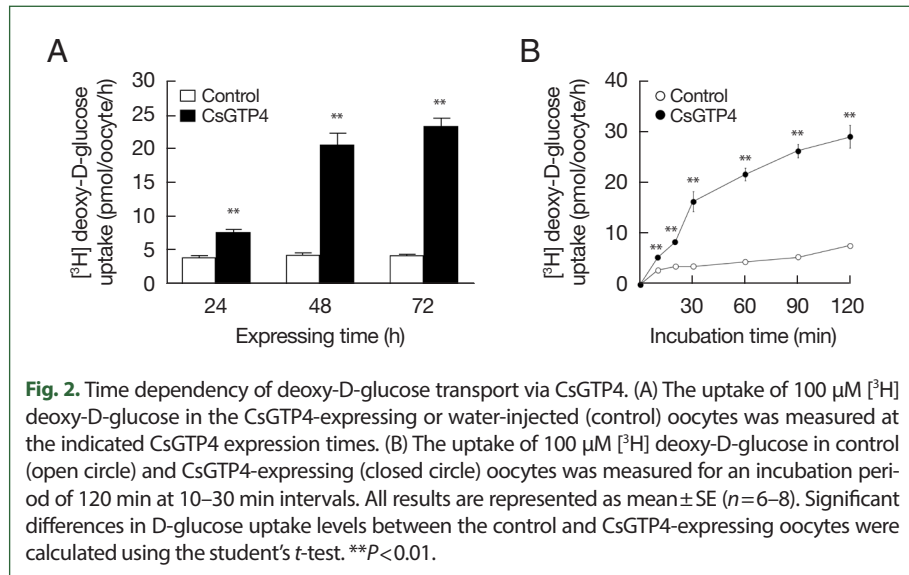 A
30
25
20
15
10
5
0
[³H] deoxy-D-glucose
uptake (pmol/oocyte/h)
Control
CsGTP4
**
**
**
24
48
72
Expressing time (h)
B
40
30
20
10
0
[³H] deoxy-D-glucose
uptake (pmol/oocyte/h)
Control
CsGTP4
**
**
**
**
**
**
30
60
90
120
Incubation time (min)
Fig. 2. Time dependency of deoxy-D-glucose transport via CsGTP4. (A) The uptake of 100 μM [³H]
deoxy-D-glucose in the CsGTP4-expressing or water-injected (control) oocytes was measured at
the indicated CsGTP4 expression times. (B) The uptake of 100 μM [³H] deoxy-D-glucose in control
(open circle) and CsGTP4-expressing (closed circle) oocytes was measured for an incubation peri-
od of 120 min at 10–30 min intervals. All results are represented as mean±SE (n=6–8). Significant
differences in D-glucose uptake levels between the control and CsGTP4-expressing oocytes were
calculated using the student's t-test. **P<0.01.